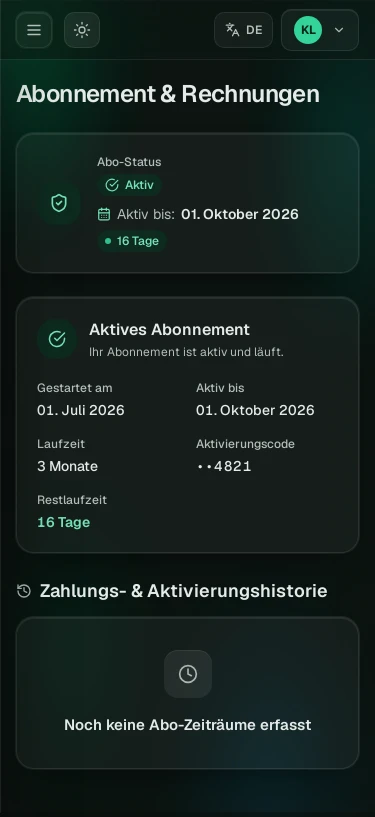 DE
KL
Abonnement & Rechnungen
Abo-Status
Aktiv
Aktiv bis: 01. Oktober 2026
16 Tage
Aktives Abonnement
Ihr Abonnement ist aktiv und läuft.
Gestartet am
01. Juli 2026
Aktiv bis
01. Oktober 2026
Laufzeit
3 Monate
Aktivierungscode
••4821
Restlaufzeit
16 Tage
Zahlungs- & Aktivierungshistorie
Noch keine Abo-Zeiträume erfasst